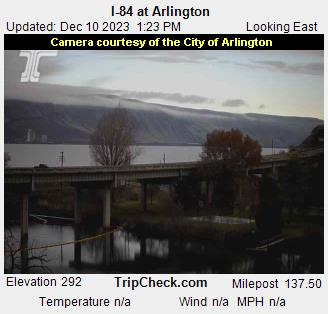 I-84 at Arlington
Updated: Dec 10 2023 1:23 PM Looking East
Camera courtesy of the City of Arlington
Elevation 292 TripCheck.com Milepost 137.50
Temperature n/a Wind n/a MPH n/a